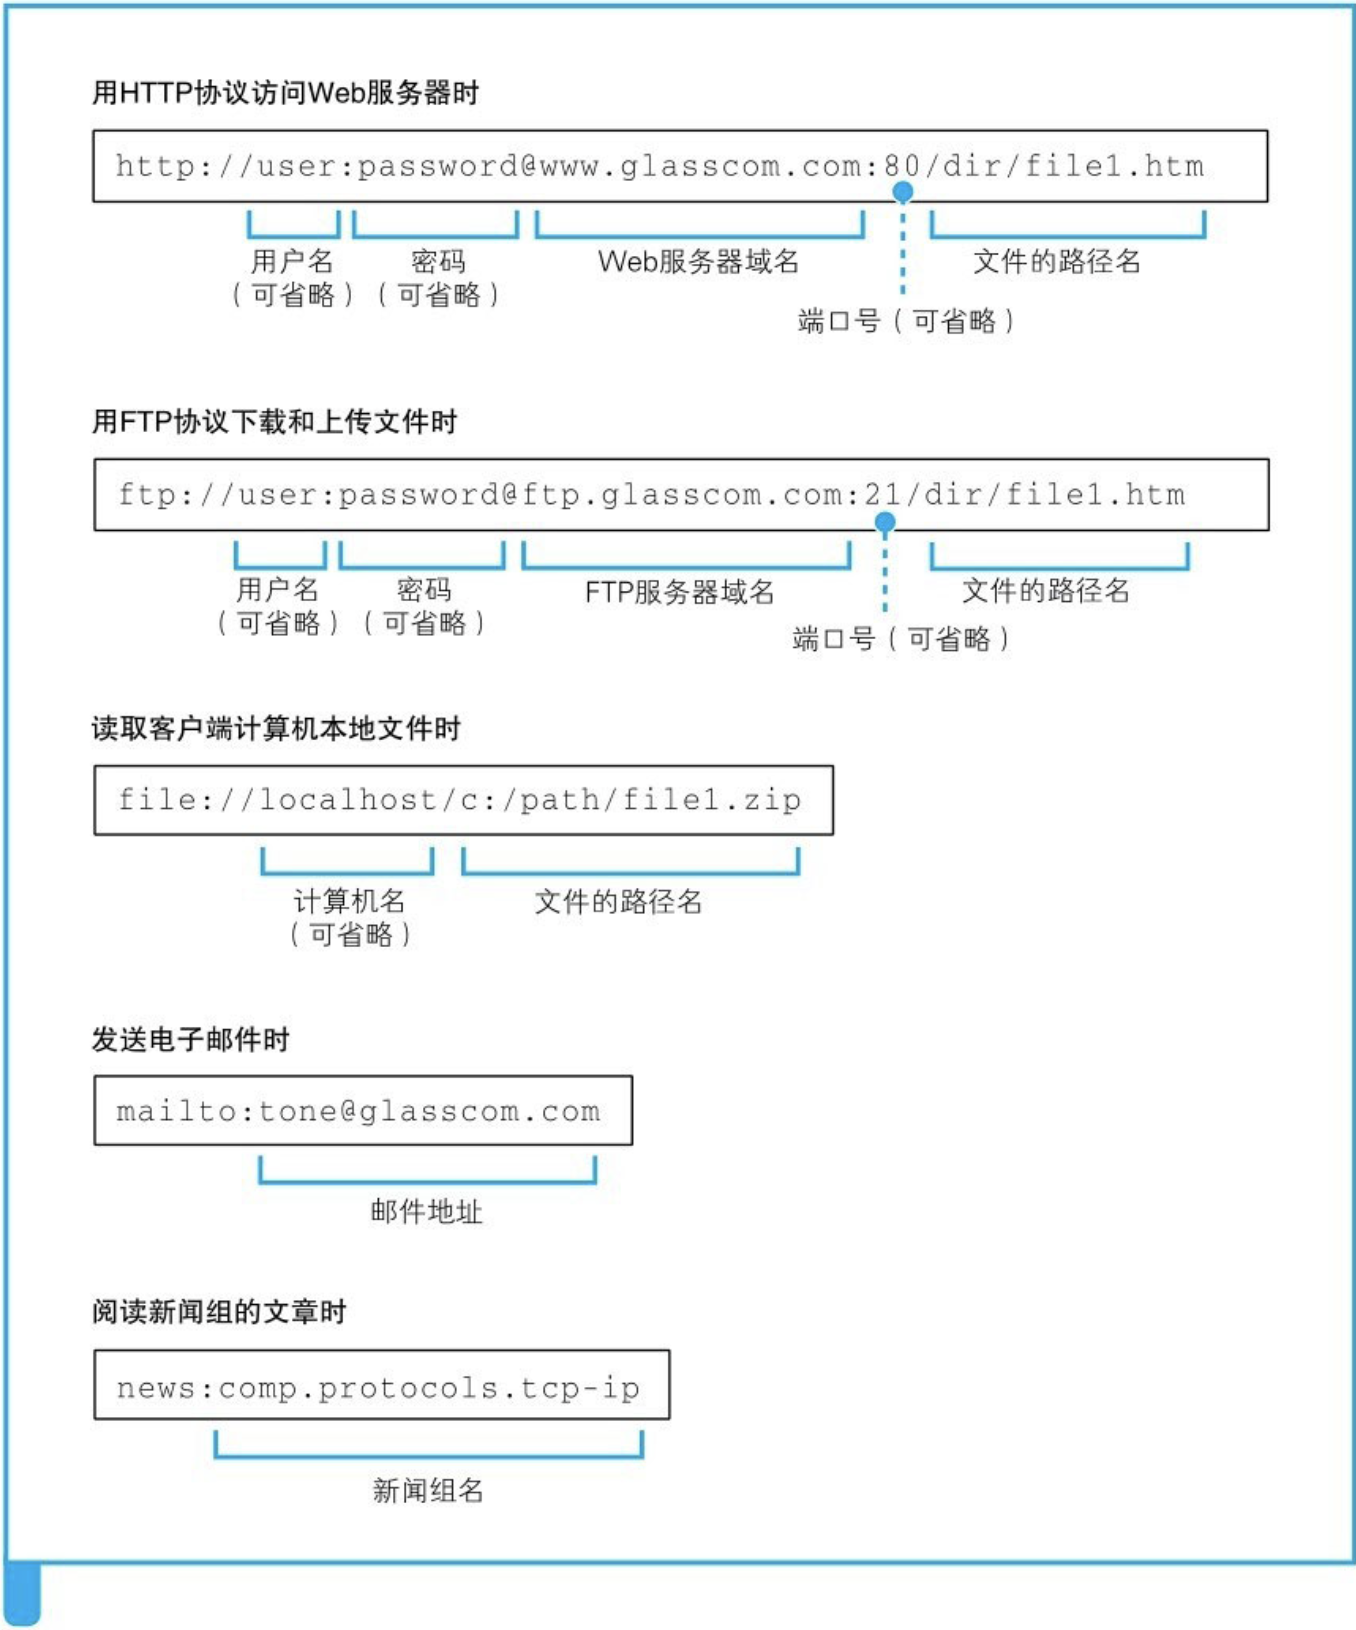 用HTTP协议访问Web服务器时
http://user:password@www.glasscom.com:80/dir/file1.htm
用户名 密码 Web服务器域名 文件的路径名
（可省略）（可省略）
端口号（可省略）
用FTP协议下载和上传文件时
ftp://user:password@ftp.glasscom.com:21/dir/file1.htm
用户名 密码 FTP服务器域名 文件的路径名
（可省略）（可省略）
端口号（可省略）
读取客户端计算机本地文件时
file://localhost/c:/path/file1.zip
计算机名 文件的路径名
（可省略）
发送电子邮件时
mailto:tone@glasscom.com
邮件地址
阅读新闻组的文章时
news:comp.protocols.tcp-ip
新闻组名